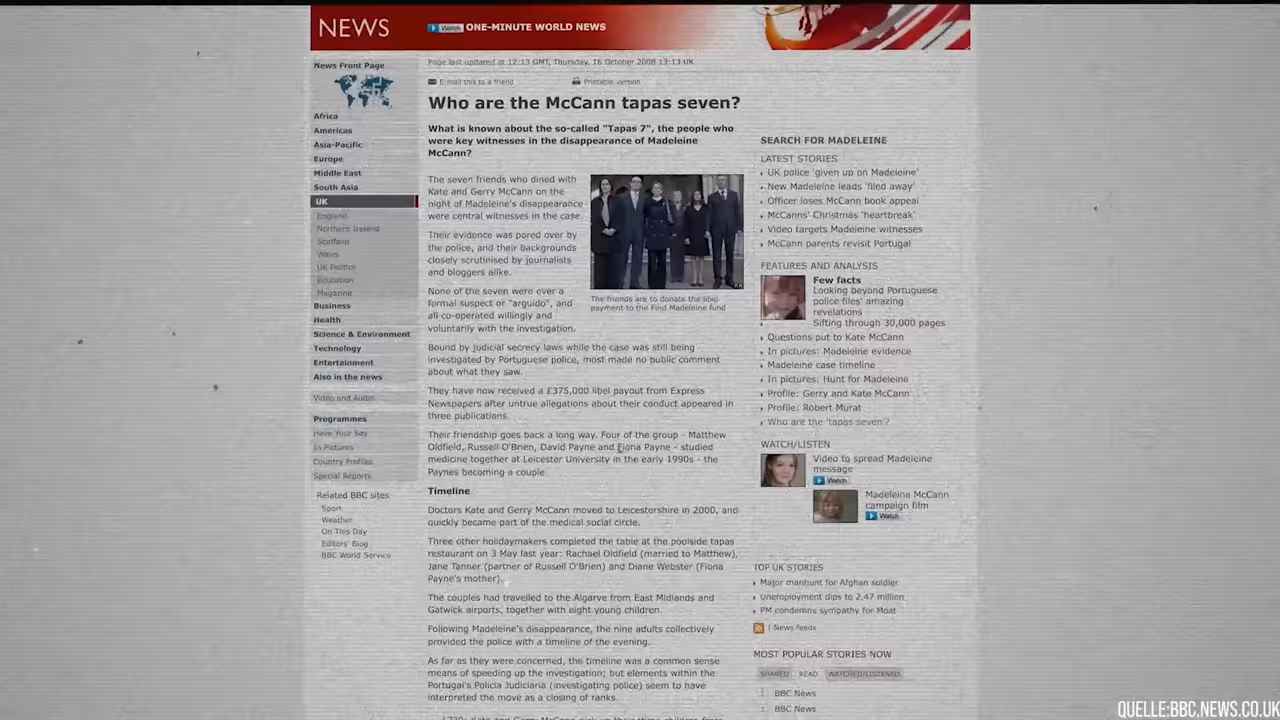 NEWS
Watch ONE-MINUTE WORLD NEWS
News Front Page
Africa
Americas
Asia-Pacific
Europe
Middle East
South Asia
UK
England
Northern Ireland
Scotland
Wales
UK Politics
Education
Magazine
Business
Health
Science & Environment
Technology
Entertainment
Also in the news
Video and Audio
Programmes
Have Your Say
In Pictures
Country Profiles
Special Reports
Related BBC sites
Sport
Weather
On This Day
Editors' Blog
BBC World Service
Page last updated at 12:13 GMT, Thursday, 16 October 2008 13:13 UK
E-mail this to a friend
Printable version
Who are the McCann tapas seven?
What is known about the so-called "Tapas 7", the people who
were key witnesses in the disappearance of Madeleine
McCann?
The seven friends who dined with
Kate and Gerry McCann on the
night of Madeleine's disappearance
were central witnesses in the case.
Their evidence was pored over by
the police, and their backgrounds
closely scrutinised by journalists
and bloggers alike.
None of the seven were ever a
formal suspect or "arguido", and
all co-operated willingly and
voluntarily with the investigation.
The friends are to donate the libel
payment to the Find Madeleine fund
Bound by judicial secrecy laws while the case was still being
investigated by Portuguese police, most made no public comment
about what they saw.
They have now received a £375,000 libel payout from Express
Newspapers after untrue allegations about their conduct appeared in
three publications.
Their friendship goes back a long way. Four of the group - Matthew
Oldfield, Russell O'Brien, David Payne and Fiona Payne - studied
medicine together at Leicester University in the early 1990s - the
Paynes becoming a couple
Timeline
Doctors Kate and Gerry McCann moved to Leicestershire in 2000, and
quickly became part of the medical social circle.
Three other holidaymakers completed the table at the poolside tapas
restaurant on 3 May last year: Rachael Oldfield (married to Matthew),
Jane Tanner (partner of Russell O'Brien) and Diane Webster (Fiona
Payne's mother).
The couples had travelled to the Algarve from East Midlands and
Gatwick airports, together with eight young children.
Following Madeleine's disappearance, the nine adults collectively
provided the police with a timeline of the evening.
As far as they were concerned, the timeline was a common sense
means of speeding up the investigation; but elements within the
Portugal's Policia Judiciaria (investigating police) seem to have
interpreted the move as a closing of ranks.
SEARCH FOR MADELEINE
LATEST STORIES
UK police 'given up on Madeleine'
New Madeleine leads 'filed away'
Officer loses McCann book appeal
McCanns' Christmas 'heartbreak'
Video targets Madeleine witnesses
McCann parents revisit Portugal
FEATURES AND ANALYSIS
Few facts
Looking beyond Portuguese
police files' amazing
revelations
Sifting through 30,000 pages
Questions put to Kate McCann
In pictures: Madeleine evidence
Madeleine case timeline
In pictures: Hunt for Madeleine
Profile: Gerry and Kate McCann
Profile: Robert Murat
Who are the 'tapas seven'?
WATCH/LISTEN
Video to spread Madeleine
message
Watch
Madeleine McCann
campaign film
Watch
TOP UK STORIES
Major manhunt for Afghan soldier
Unemployment dips to 2.47 million
PM condemns sympathy for Moat
| News feeds
MOST POPULAR STORIES NOW
SHARED READ WATCHED/LISTENED
1 BBC News
2 BBC News
QUELLE:BBC.NEWS.CO.UK